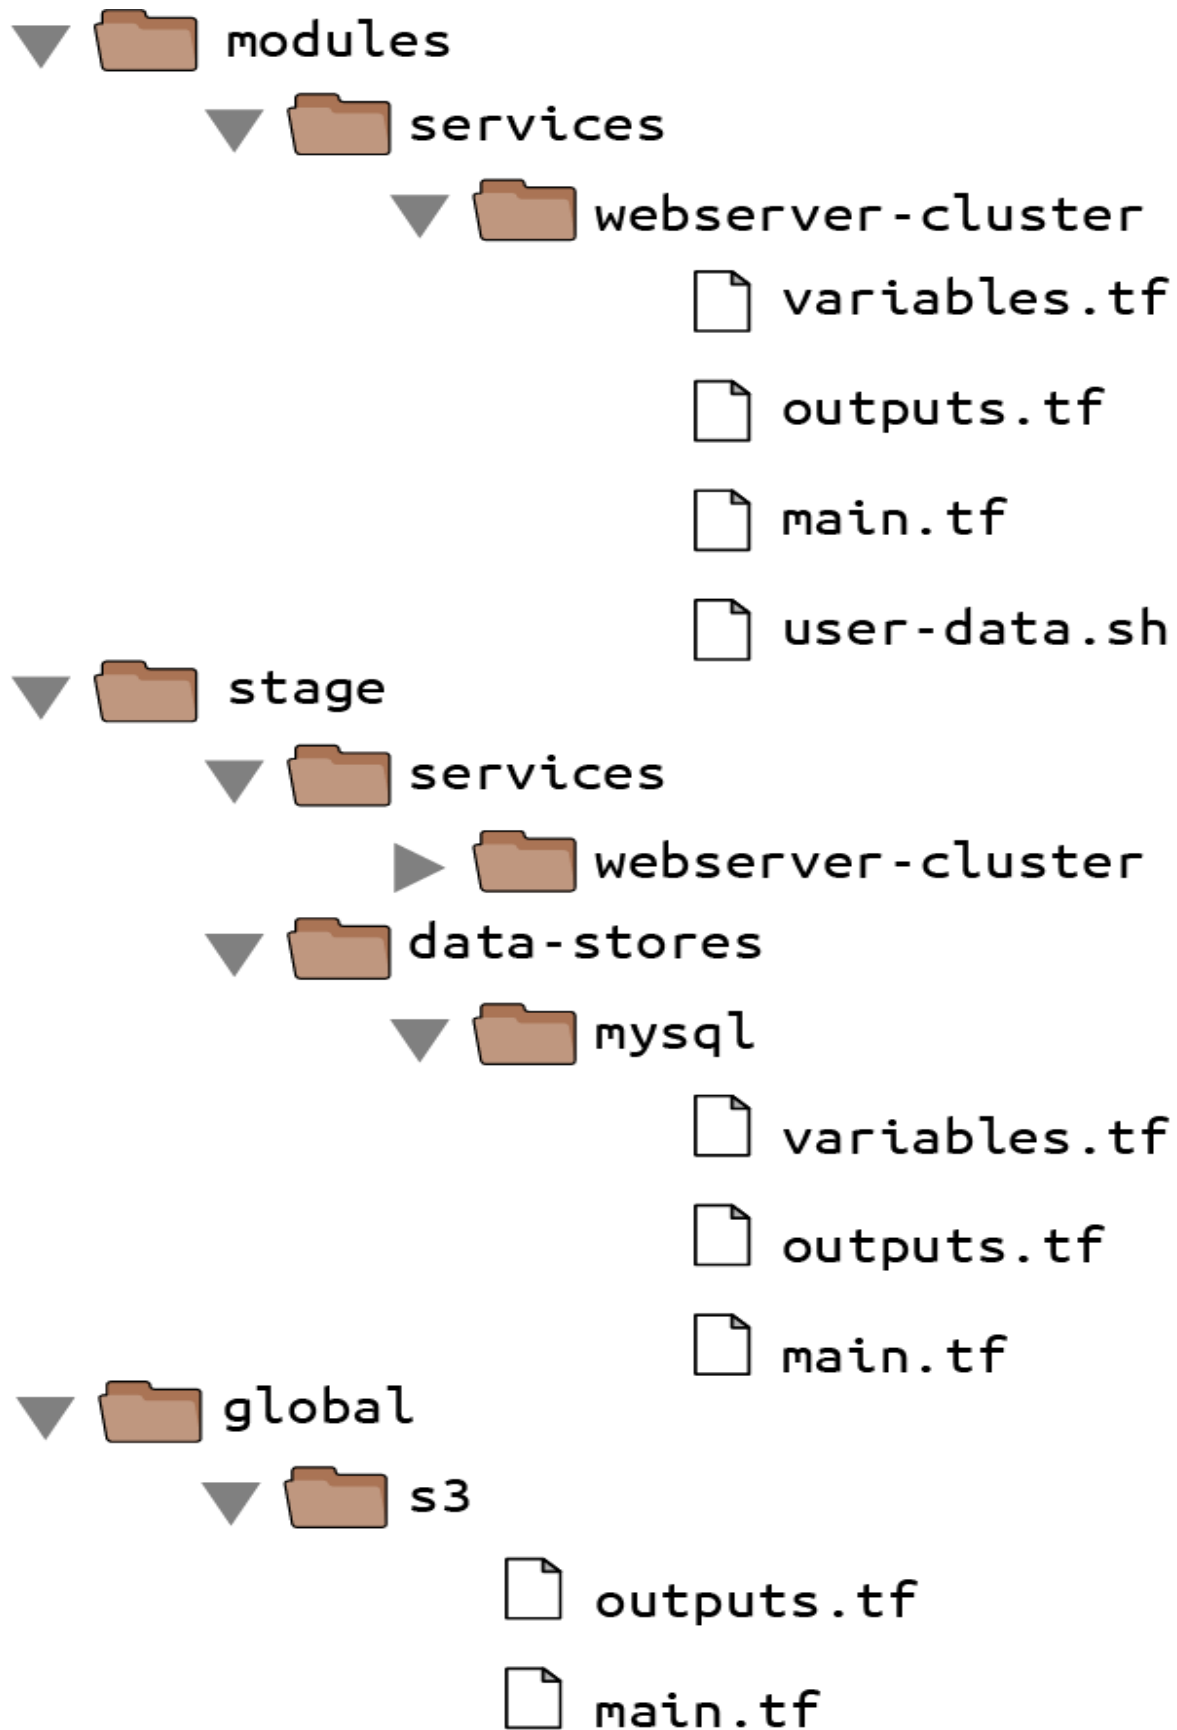 modules
services
webserver-cluster
variables.tf
outputs.tf
main.tf
user-data.sh
stage
services
webserver-cluster
data-stores
mysql
variables.tf
outputs.tf
main.tf
global
s3
outputs.tf
main.tf